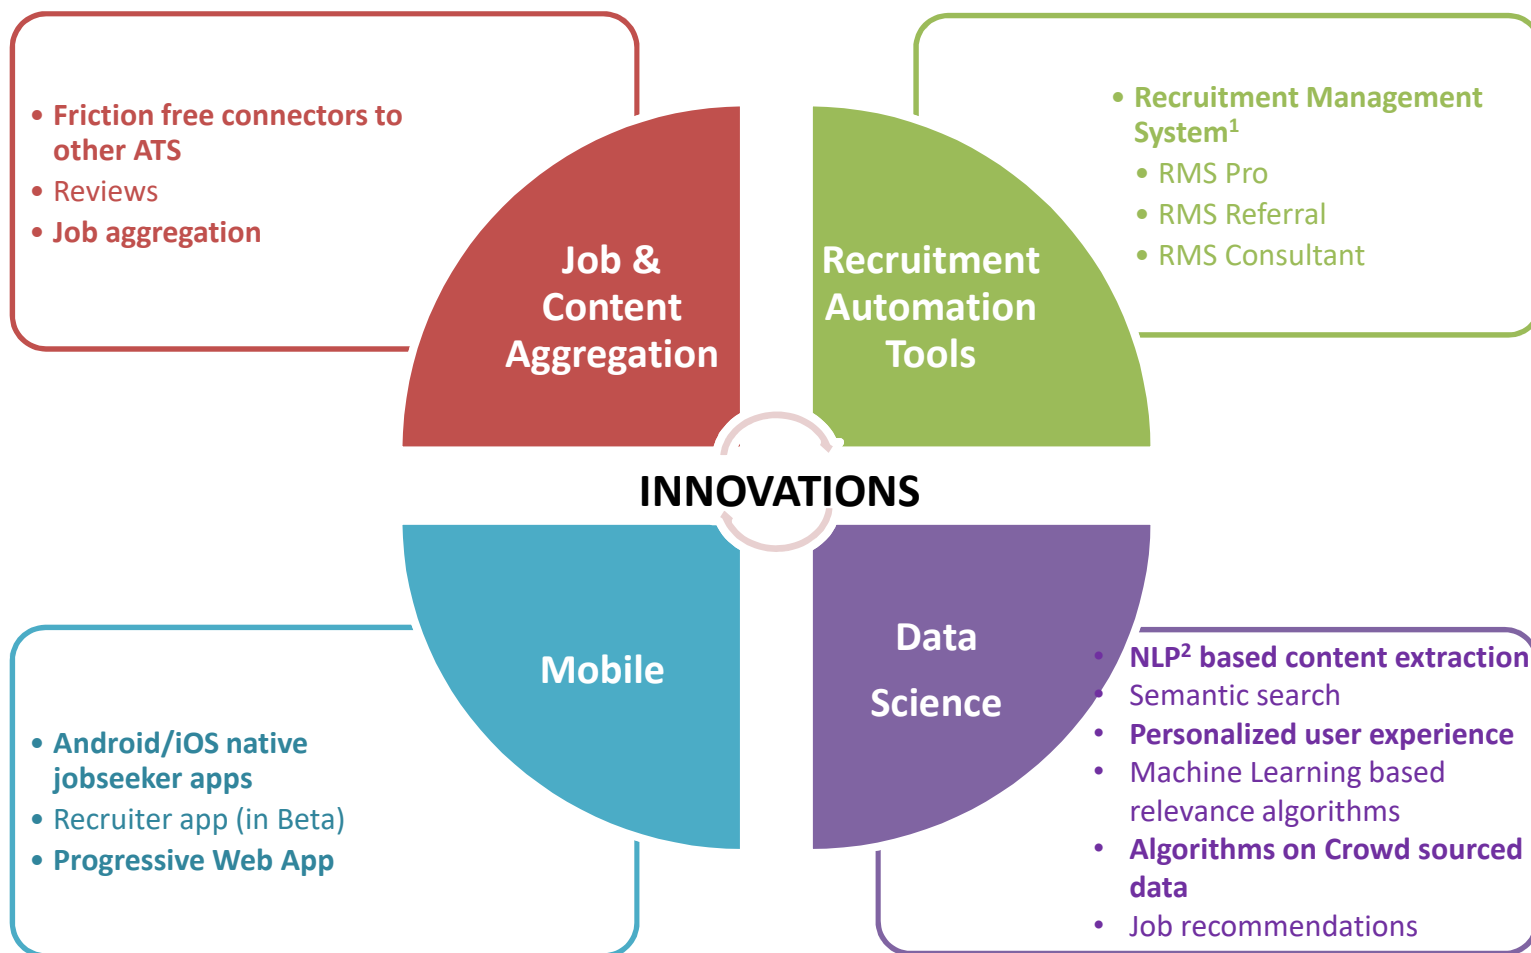 • Friction free connectors to
other ATS
• Reviews
• Job aggregation
• Recruitment Management
System¹
• RMS Pro
• RMS Referral
• RMS Consultant
Job &
Content
Aggregation
Recruitment
Automation
Tools
INNOVATIONS
Mobile
Data
Science
• Android/iOS native
jobseeker apps
• Recruiter app (in Beta)
• Progressive Web App
• NLP² based content extraction
• Semantic search
• Personalized user experience
• Machine Learning based
relevance algorithms
• Algorithms on Crowd sourced
data
• Job recommendations